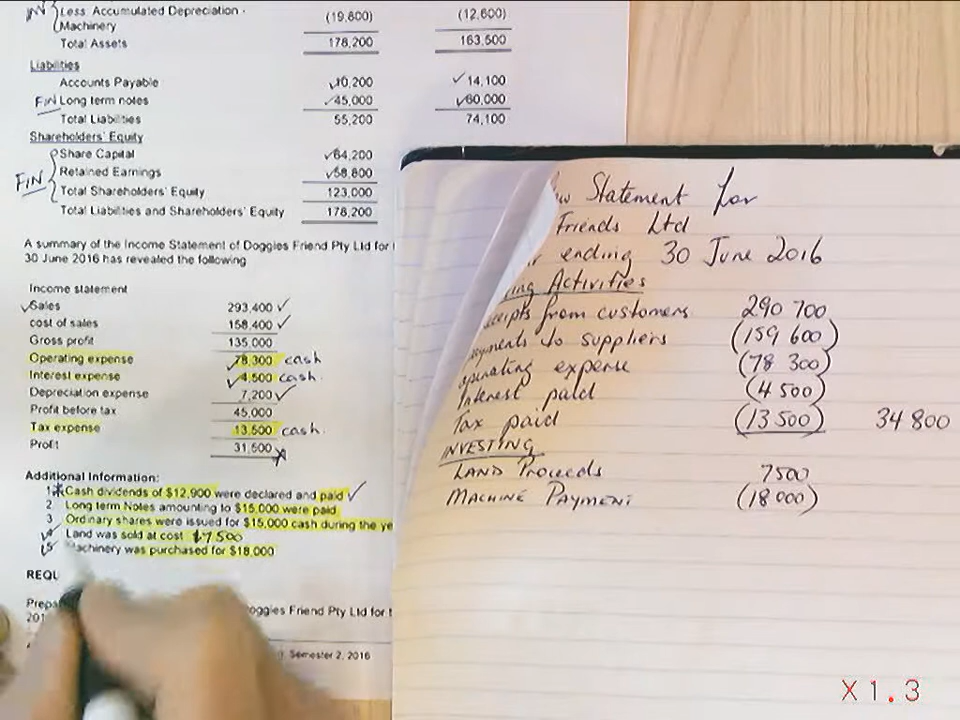 IN Less Accumulated Depreciation - (19,800) (12,600)
Machinery
Total Assets 178,200 163,500
Liabilities
Accounts Payable 10,200 14,100
FIN Long term notes 45,000 60,000
Total Liabilities 55,200 74,100
Shareholders' Equity
Share Capital 64,200
FIN Retained Earnings 58,800
Total Shareholders' Equity 123,000
Total Liabilities and Shareholders' Equity 178,200
A summary of the Income Statement of Doggies Friend Pty Ltd for
30 June 2016 has revealed the following
Income statement
Sales 293,400
cost of sales 158,400
Gross profit 135,000
Operating expense 78,300 cash
Interest expense 4,500 cash.
Depreciation expense 7,200
Profit before tax 45,000
Tax expense 13,500 cash.
Profit 31,500
Additional Information:
1 Cash dividends of $12,900 were declared and paid
2 Long term Notes amounting to $15,000 were paid
3 Ordinary shares were issued for $15,000 cash during the ye
4 Land was sold at cost $7500
5 Machinery was purchased for $18,000
REQU
Prepa oggies Friend Pty Ltd for t
201
Semester 2, 2016
w Statement for
Friends Ltd
ending 30 June 2016
ing Activities
ceipts from customers 290 700
ayments to suppliers (159 600)
operating expense (78 300)
Interest paid (4 500)
Tax paid (13 500) 34 800
INVESTING
LAND Proceeds 7500
MACHINE PAYMENT (18 000)
X1.3